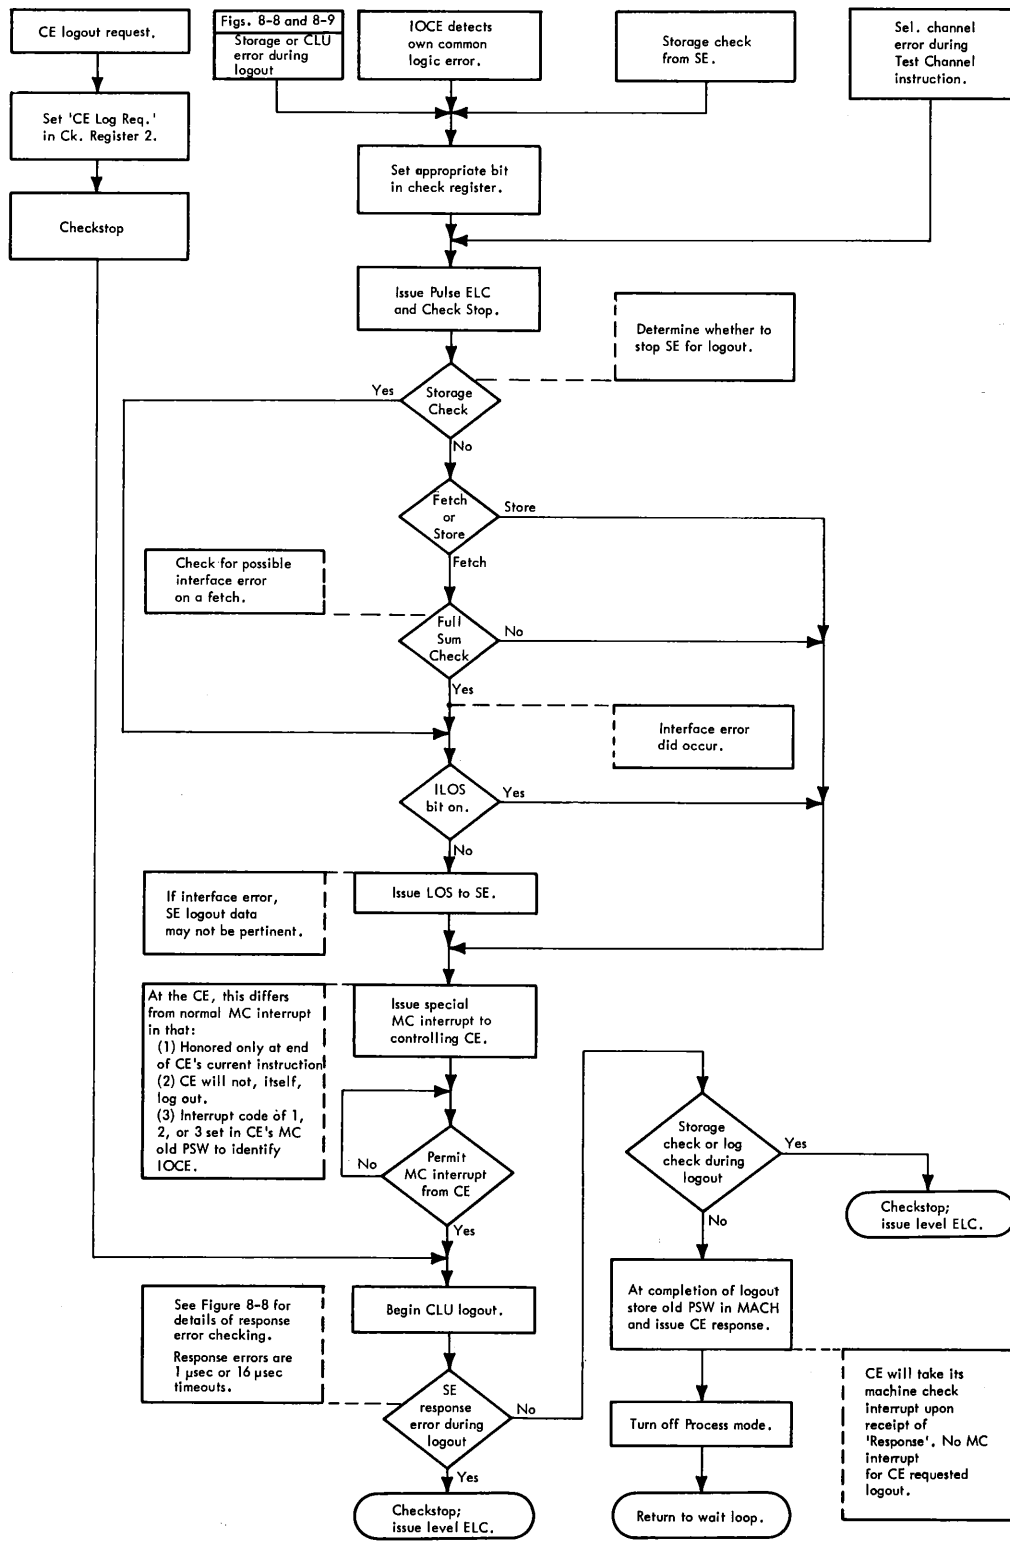 CE logout request.
Figs. 8-8 and 8-9
Storage or CLU
error during
logout
IOCE detects
own common
logic error.
Storage check
from SE.
Sel. channel
error during
Test Channel
instruction.
Set 'CE Log Req.'
in Ck. Register 2.
Checkstop
Set appropriate bit
in check register.
Issue Pulse ELC
and Check Stop.
Determine whether to
stop SE for logout.
Yes
Storage
Check
No
Fetch
or
Store
Store
Fetch
Check for possible
interface error
on a fetch.
Full
Sum
Check
No
Yes
Interface error
did occur.
ILOS
bit on.
Yes
No
If interface error,
SE logout data
may not be pertinent.
Issue LOS to SE.
At the CE, this differs
from normal MC interrupt
in that:
(1) Honored only at end
of CE's current instruction
(2) CE will not, itself,
log out.
(3) Interrupt code of 1,
2, or 3 set in CE's MC
old PSW to identify
IOCE.
Issue special
MC interrupt to
controlling CE.
No
Permit
MC interrupt
from CE
Yes
See Figure 8-8 for
details of response
error checking.
Response errors are
1 μsec or 16 μsec
timeouts.
Begin CLU logout.
SE
response
error during
logout
No
Yes
Checkstop;
issue level ELC.
Storage
check or log
check during
logout
Yes
Checkstop;
issue level ELC.
No
At completion of logout
store old PSW in MACH
and issue CE response.
CE will take its
machine check
interrupt upon
receipt of
'Response'. No MC
interrupt
for CE requested
logout.
Turn off Process mode.
Return to wait loop.